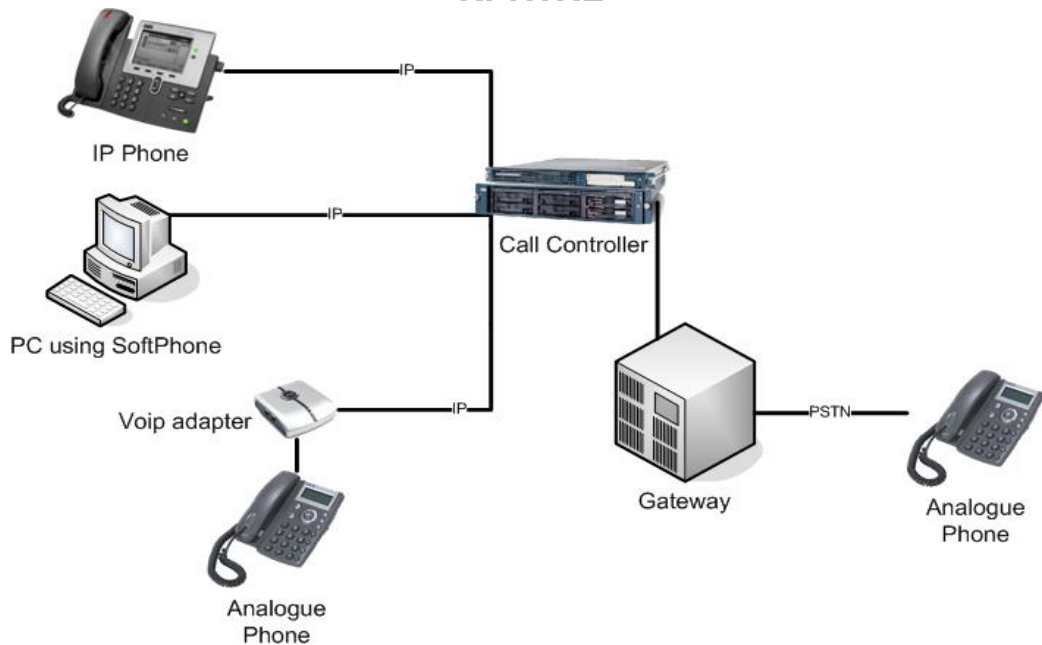 IP
IP Phone
IP
Call Controller
PC using SoftPhone
Voip adapter
IP
PSTN
Gateway
Analogue
Phone
Analogue
Phone